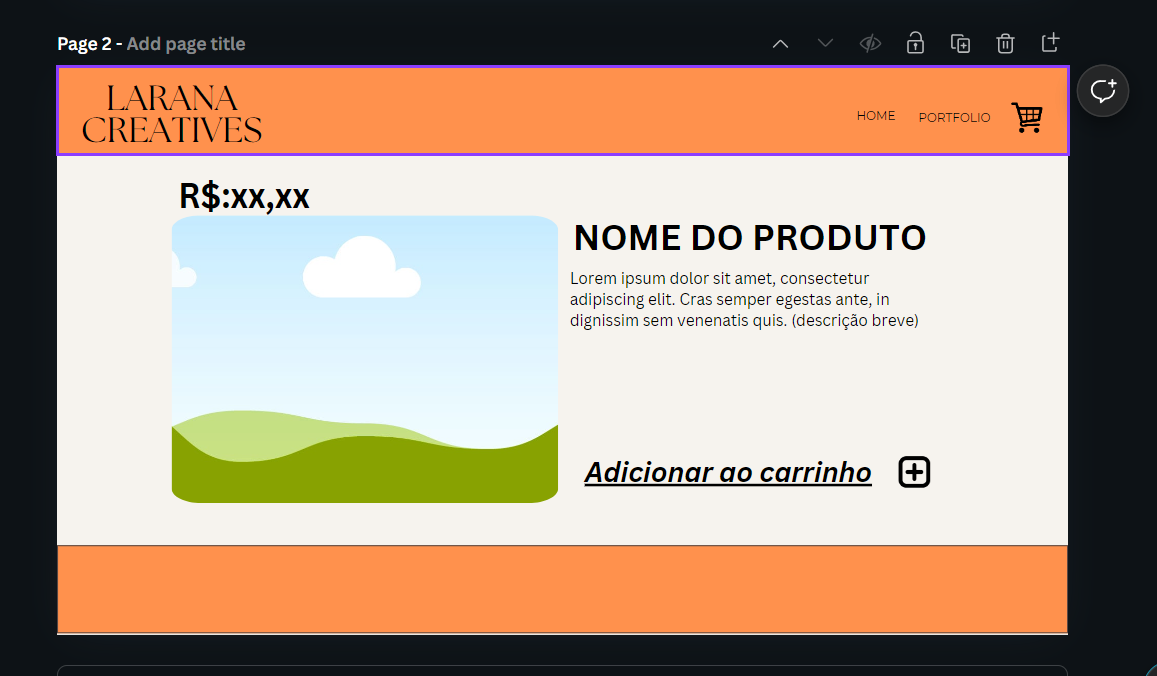 Page 2 - Add page title
LARANA
CREATIVES
HOME
PORTFOLIO
R$:xx,xx
NOME DO PRODUTO
Lorem ipsum dolor sit amet, consectetur
adipiscing elit. Cras semper egestas ante, in
dignissim sem venenatis quis. (descrição breve)
Adicionar ao carrinho